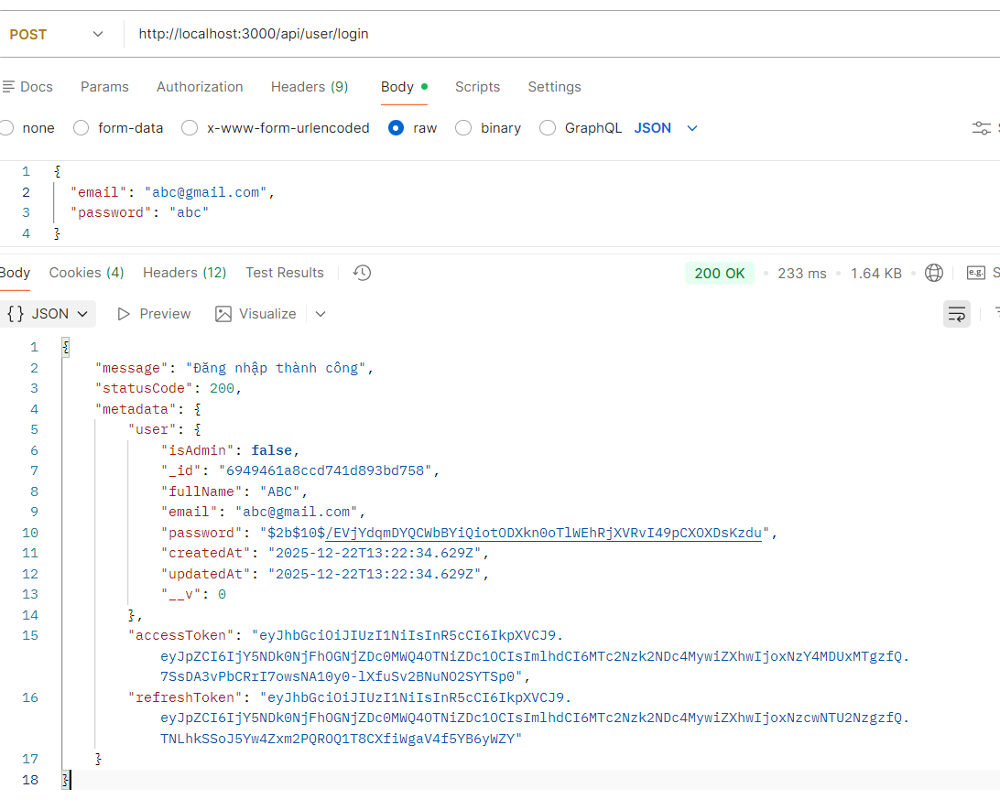 POST http://localhost:3000/api/user/login
Docs Params Authorization Headers (9) Body Scripts Settings
none form-data x-www-form-urlencoded raw binary GraphQL JSON
1 {
2 "email": "abc@gmail.com",
3 "password": "abc"
4 }
Body Cookies (4) Headers (12) Test Results 200 OK 233 ms 1.64 KB e.g. S
{} JSON Preview Visualize
1 {
2 "message": "Đăng nhập thành công",
3 "statusCode": 200,
4 "metadata": {
5 "user": {
6 "isAdmin": false,
7 "_id": "6949461a8ccd741d893bd758",
8 "fullName": "ABC",
9 "email": "abc@gmail.com",
10 "password": "$2b$10$/EVjYdqmDYQCWbBYiQiotODXkn0oTlWEhRjXVRvI49pCXOXDsKzdu",
11 "createdAt": "2025-12-22T13:22:34.629Z",
12 "updatedAt": "2025-12-22T13:22:34.629Z",
13 "__v": 0
14 },
15 "accessToken": "eyJhbGciOiJIUzI1NiIsInR5cCI6IkpXVCJ9.
eyJpZCI6IjY5NDk0NjFhOGNjZDc0MWQ4OTNiZDc1OCIsImlhdCI6MTc2Nzk2NDc4MywiZXhwIjoxNzY4MDUxMTgzfQ.
7SsDA3vPbCRrI7owsNA10y0-lXfuSv2BNuNO2SYTSp0",
16 "refreshToken": "eyJhbGciOiJIUzI1NiIsInR5cCI6IkpXVCJ9.
eyJpZCI6IjY5NDk0NjFhOGNjZDc0MWQ4OTNiZDc1OCIsImlhdCI6MTc2Nzk2NDc4MywiZXhwIjoxNzcwNTU2NzgzfQ.
TNLhkSSoJ5Yw4Zxm2PQROQ1T8CXfiWgaV4f5YB6yWZY"
17 }
18 }